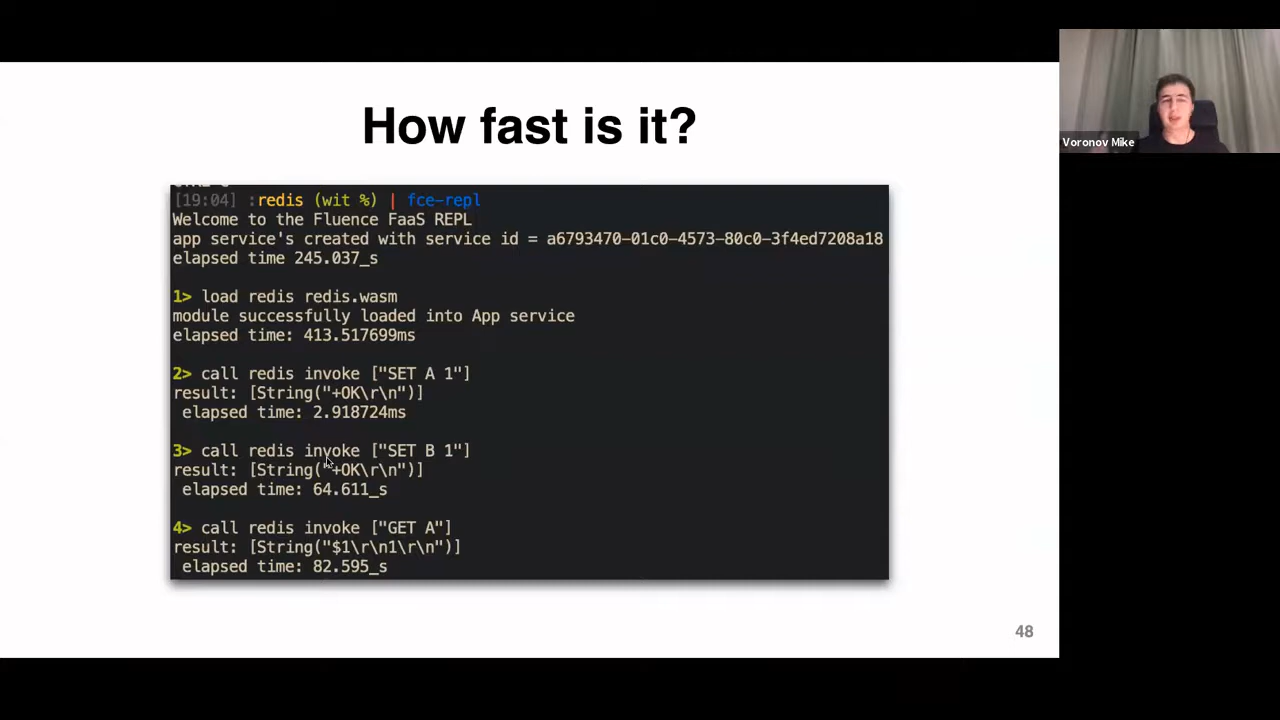 How fast is it?
[19:04] :redis (wit %) | fce-repl
Welcome to the Fluence FaaS REPL
app service's created with service id = a6793470-01c0-4573-80c0-3f4ed7208a18
elapsed time 245.037_s
1> load redis redis.wasm
module successfully loaded into App service
elapsed time: 413.517699ms
2> call redis invoke ["SET A 1"]
result: [String("+OK\r\n")]
elapsed time: 2.918724ms
3> call redis invoke ["SET B 1"]
result: [String("+OK\r\n")]
elapsed time: 64.611_s
4> call redis invoke ["GET A"]
result: [String("$1\r\n1\r\n")]
elapsed time: 82.595_s
48
Voronov Mike